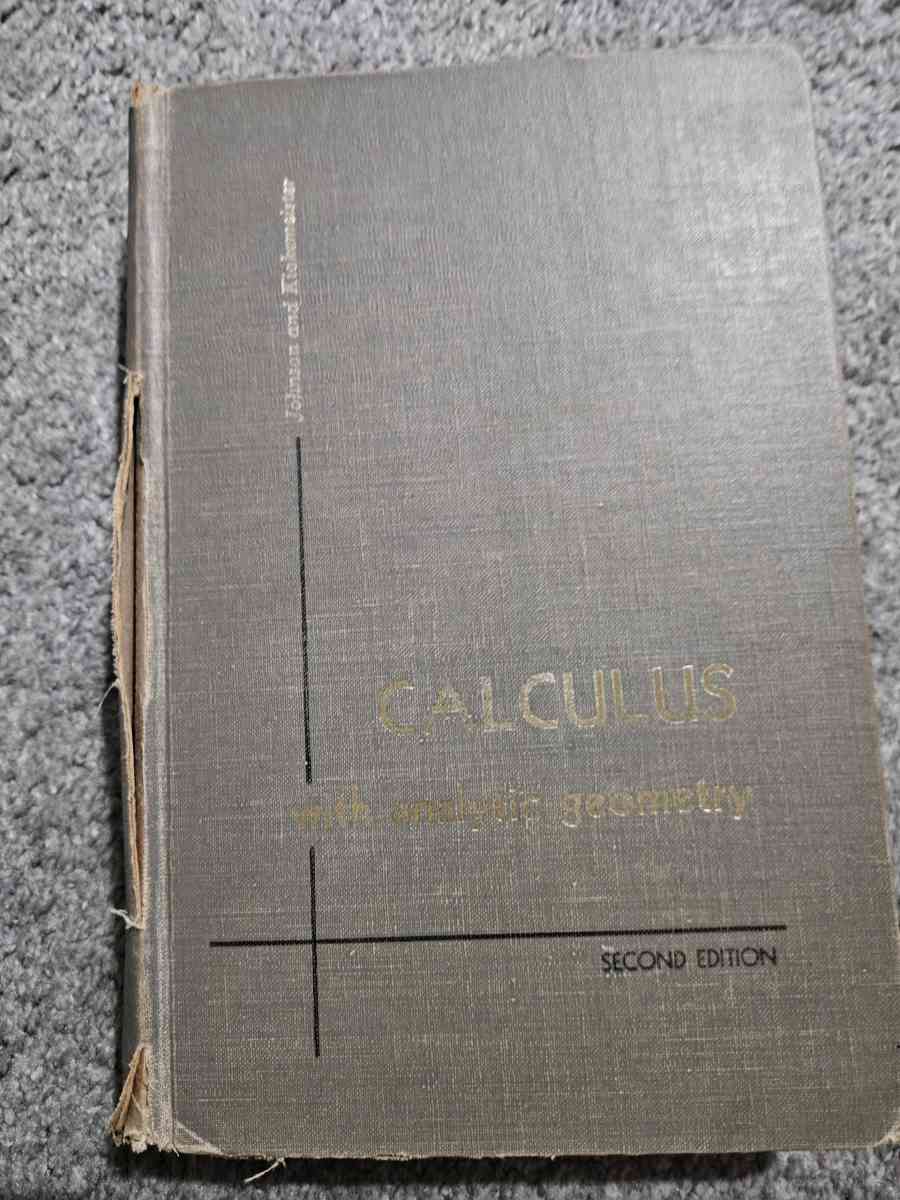 Johnson and Kiokemeister
CALCULUS
with analytic geometry
SECOND EDITION